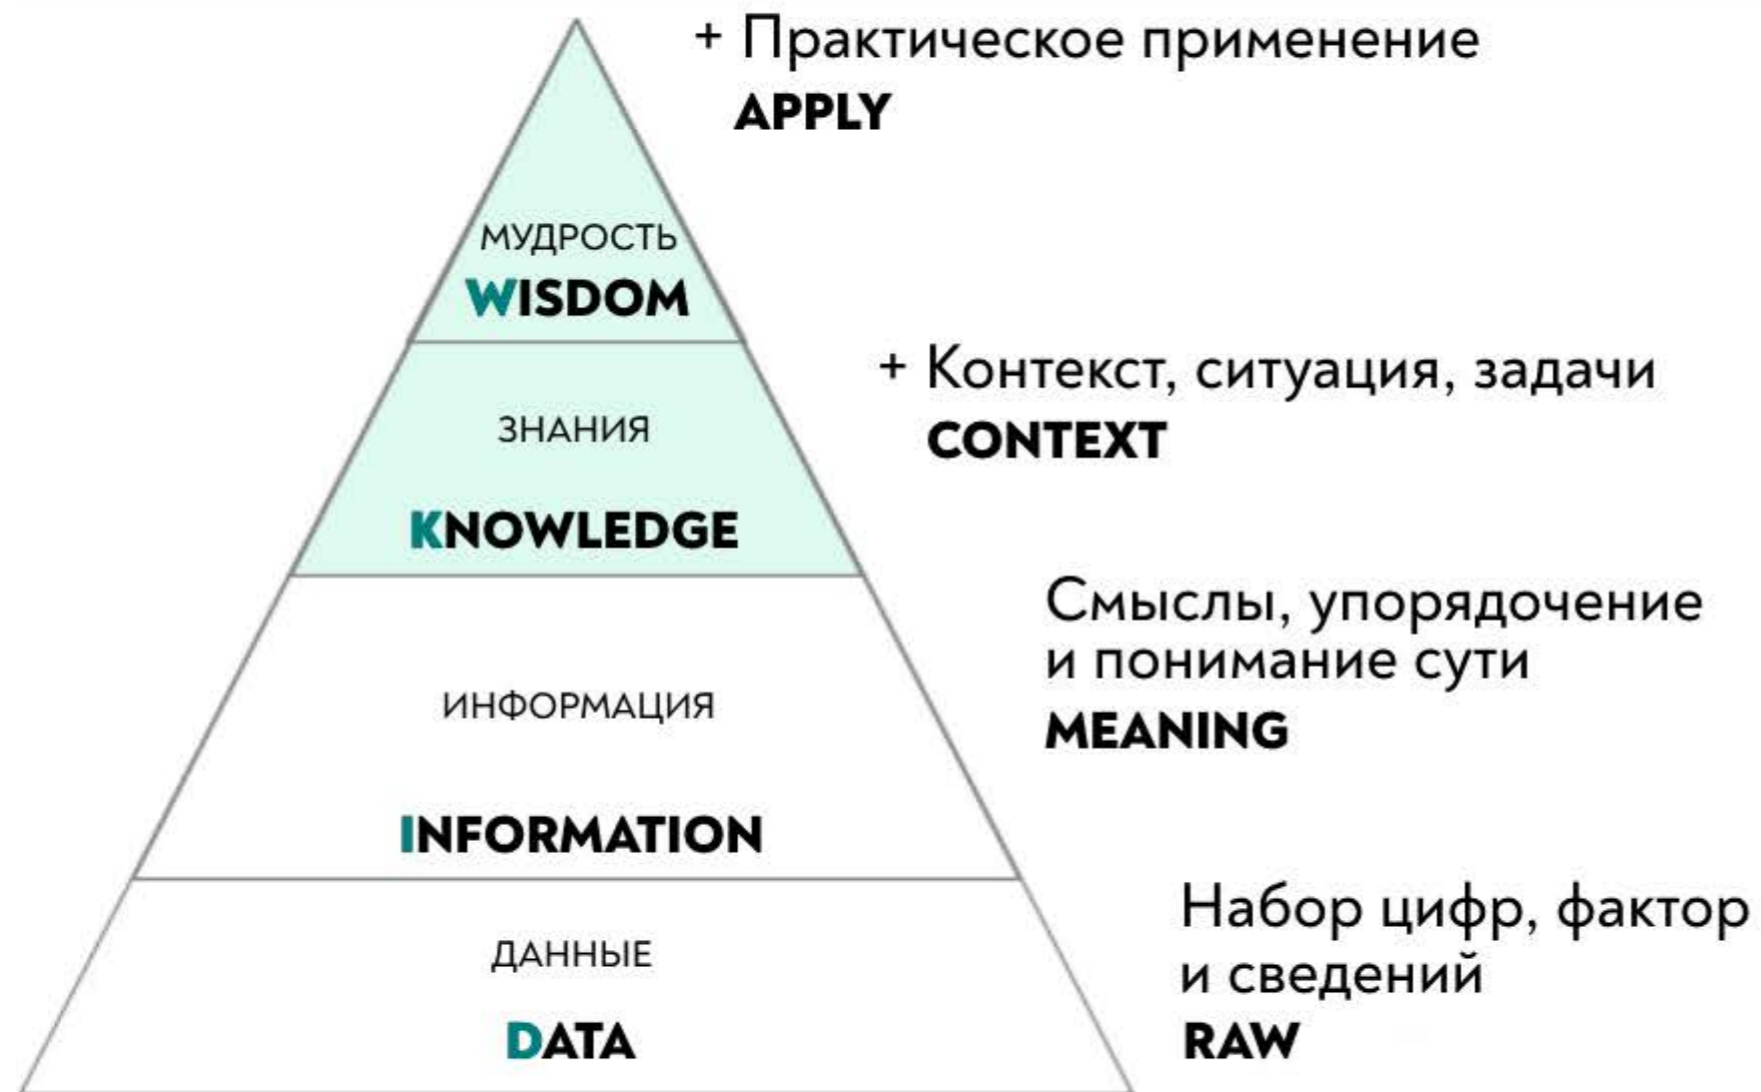 + Практическое применение
APPLY
МУДРОСТЬ
WISDOM
+ Контекст, ситуация, задачи
CONTEXT
ЗНАНИЯ
KNOWLEDGE
Смыслы, упорядочение
и понимание сути
MEANING
ИНФОРМАЦИЯ
INFORMATION
Набор цифр, фактор
и сведений
RAW
ДАННЫЕ
DATA